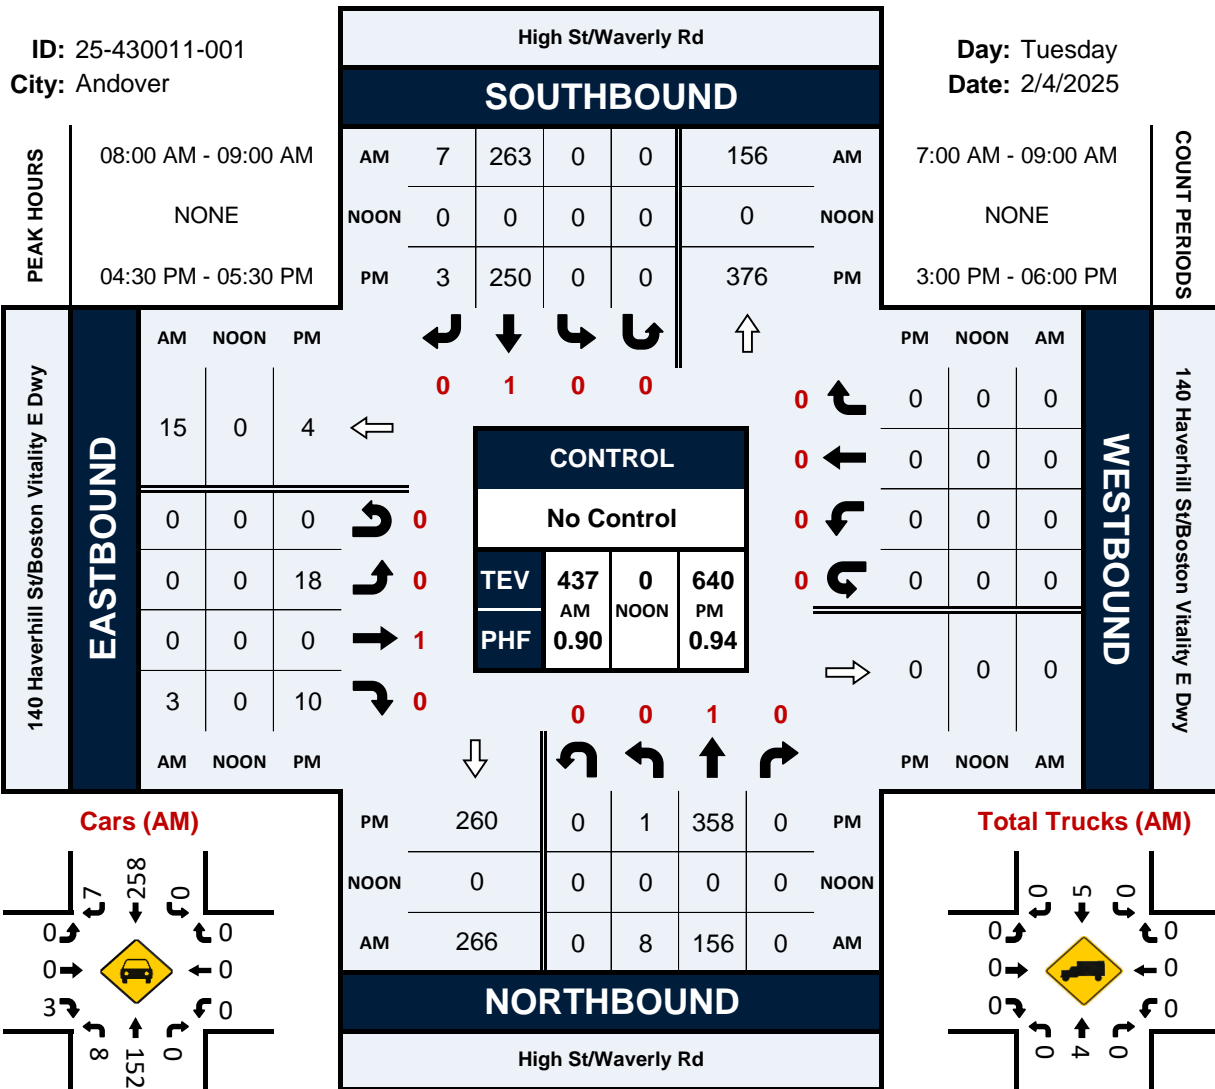 High St/Waverly Rd
ID: 25-430011-001
Day: Tuesday
City: Andover
Date: 2/4/2025
SOUTHBOUND
PEAK HOURS
08:00 AM - 09:00 AM
NONE
04:30 PM - 05:30 PM
AM 7 263 0 0 156 AM
NOON 0 0 0 0 0 NOON
PM 3 250 0 0 376 PM
7:00 AM - 09:00 AM
NONE
3:00 PM - 06:00 PM
COUNT PERIODS
0 1 0 0
140 Haverhill St/Boston Vitality E Dwy
EASTBOUND
AM NOON PM
15 0 4
0 0 0 0
0 0 18 0
0 0 0 1
3 0 10 0
AM NOON PM
CONTROL
No Control
TEV 437 0 640
AM NOON PM
PHF 0.90 0.94
PM NOON AM
0 0 0 0
0 0 0 0
0 0 0 0
0 0 0 0
0 0 0
PM NOON AM
WESTBOUND
140 Haverhill St/Boston Vitality E Dwy
0 0 1 0
PM 260 0 1 358 0 PM
NOON 0 0 0 0 0 NOON
AM 266 0 8 156 0 AM
NORTHBOUND
High St/Waverly Rd
Cars (AM)
7 258 0
0 0
0 0
3 0
8 152 0
Total Trucks (AM)
0 5 0
0 0
0 0
0 0
0 4 0